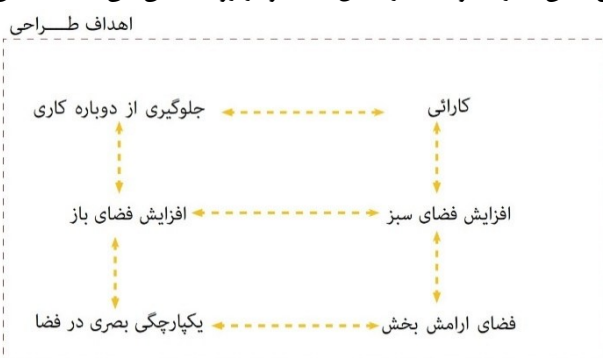 اهداف طـــراحی
کارائی
جلوگیری از دوباره کاری
افزایش فضای سبز
افزایش فضای باز
فضای ارامش بخش
یکپارچگی بصری در فضا